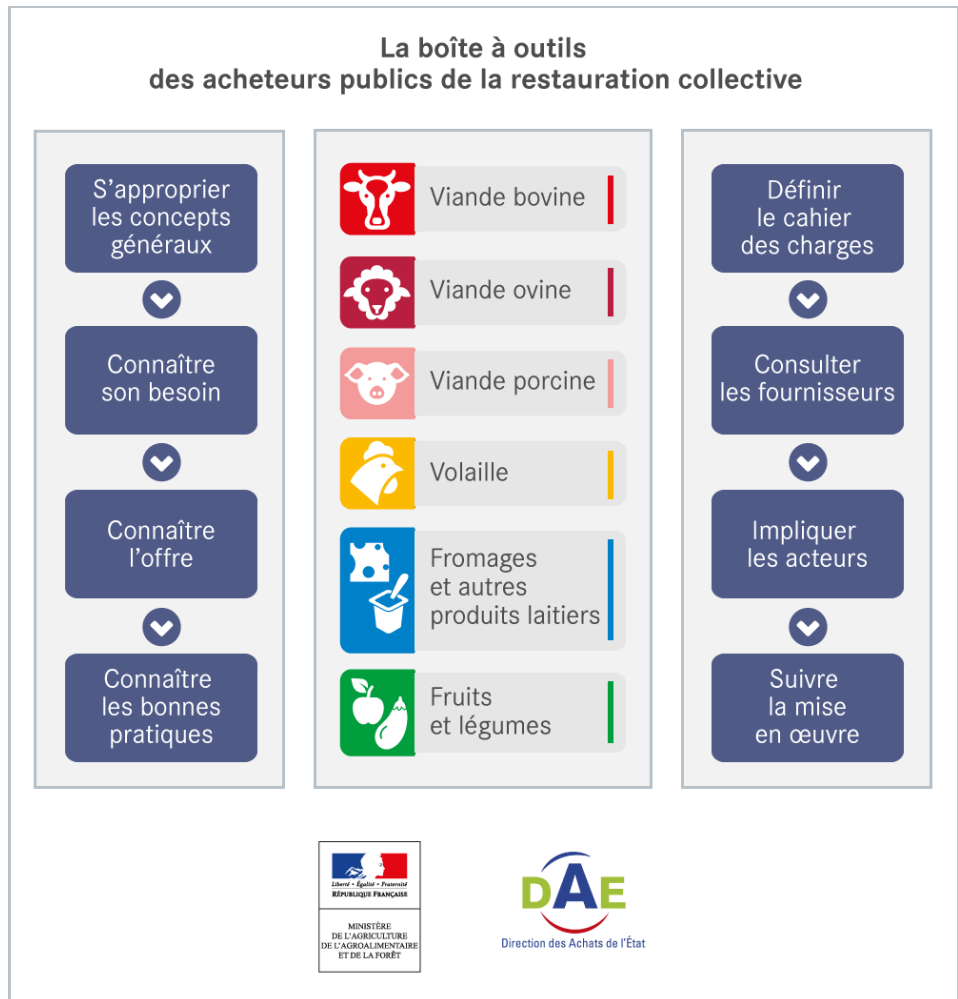 La boîte à outils
des acheteurs publics de la restauration collective
S'approprier
les concepts
généraux
Connaître
son besoin
Connaître
l'offre
Connaître
les bonnes
pratiques
Viande bovine
Viande ovine
Viande porcine
Volaille
Fromages
et autres
produits laitiers
Fruits
et légumes
Définir
le cahier
des charges
Consulter
les fournisseurs
Impliquer
les acteurs
Suivre
la mise
en œuvre
Liberté • Égalité • Fraternité
RÉPUBLIQUE FRANÇAISE
MINISTÈRE
DE L'AGRICULTURE
DE L'AGROALIMENTAIRE
ET DE LA FORÊT
DAE
Direction des Achats de l'État